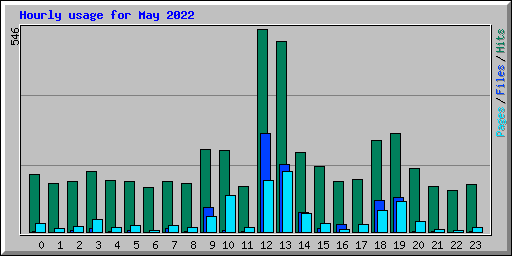 Hourly usage for May 2022
546
Pages / Files / Hits
0 1 2 3 4 5 6 7 8 9 10 11 12 13 14 15 16 17 18 19 20 21 22 23